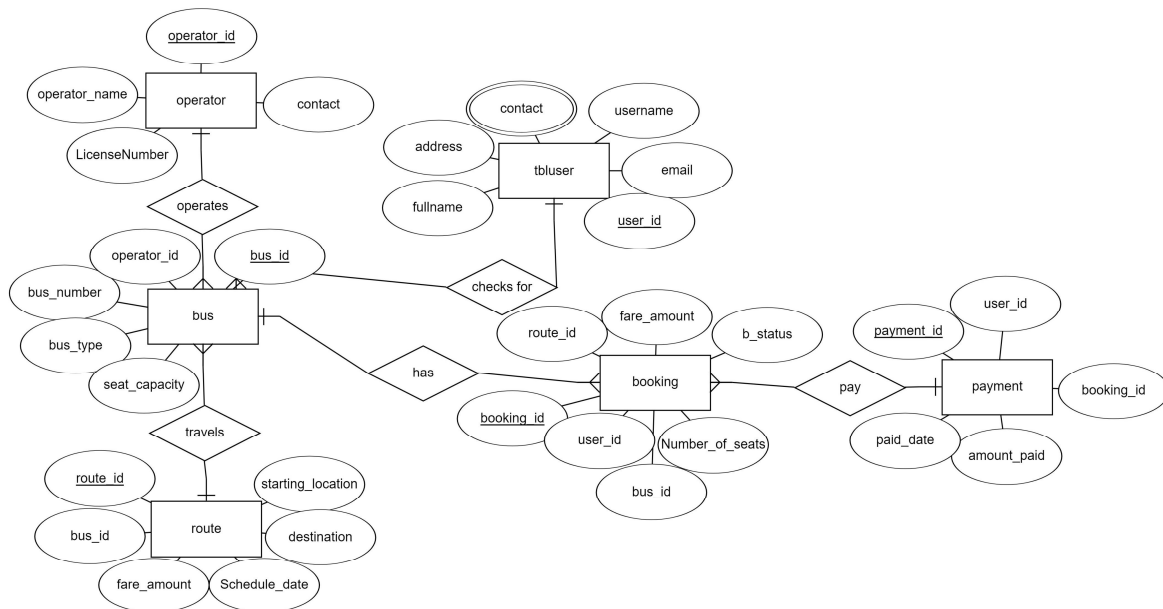 operator_id
operator_name
operator
contact
LicenseNumber
contact
username
address
tbluser
email
fullname
user_id
operates
operator_id
bus_id
checks for
bus_number
bus
bus_type
seat_capacity
fare_amount
route_id
b_status
has
booking
booking_id
user_id
Number_of_seats
bus_id
user_id
payment_id
pay
payment
booking_id
paid_date
amount_paid
travels
route_id
starting_location
bus_id
route
destination
fare_amount
Schedule_date